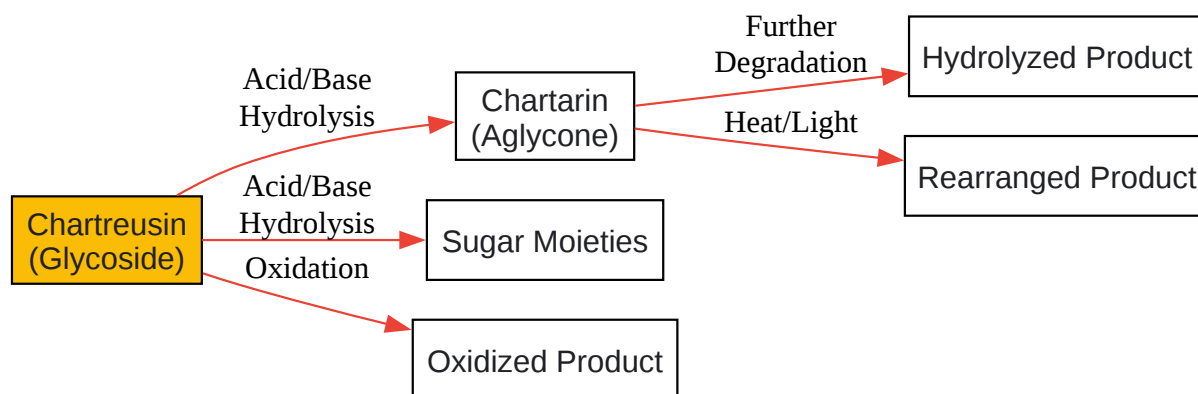 Further
Degradation
Hydrolyzed Product
Acid/Base
Hydrolysis
Chartarin
(Aglycone)
Heat/Light
Rearranged Product
Acid/Base
Hydrolysis
Chartreusin
(Glycoside)
Sugar Moieties
Oxidation
Oxidized Product